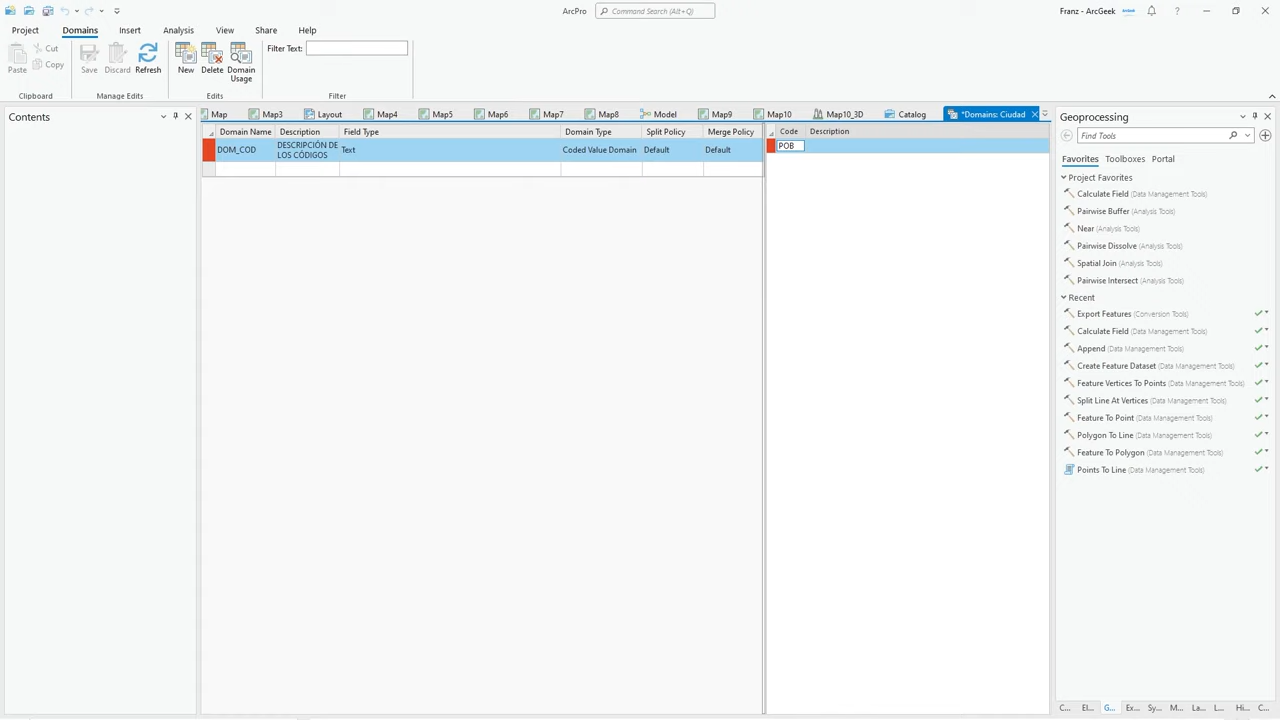 ArcPro
Command Search (Alt+Q)
Franz - ArcGeek
Project
Domains
Insert
Analysis
View
Share
Help
Paste
Cut
Copy
Save
Discard
Refresh
New
Delete
Domain
Usage
Filter Text:
Clipboard
Manage Edits
Edits
Filter
Contents
Map
Map3
Layout
Map4
Map5
Map6
Map7
Map8
Model
Map9
Map10
Map10_3D
Catalog
*Domains: Ciudad
Domain Name
Description
Field Type
Domain Type
Split Policy
Merge Policy
DOM_COD
DESCRIPCIÓN DE
LOS CÓDIGOS
Text
Coded Value Domain
Default
Default
Code
Description
POB
Geoprocessing
Find Tools
Favorites
Toolboxes
Portal
Project Favorites
Calculate Field (Data Management Tools)
Pairwise Buffer (Analysis Tools)
Near (Analysis Tools)
Pairwise Dissolve (Analysis Tools)
Spatial Join (Analysis Tools)
Pairwise Intersect (Analysis Tools)
Recent
Export Features (Conversion Tools)
Calculate Field (Data Management Tools)
Append (Data Management Tools)
Create Feature Dataset (Data Management Tools)
Feature Vertices To Points (Data Management Tools)
Split Line At Vertices (Data Management Tools)
Feature To Point (Data Management Tools)
Polygon To Line (Data Management Tools)
Feature To Polygon (Data Management Tools)
Points To Line (Data Management Tools)
C...
El...
G...
Ex...
Sy...
M...
La...
L...
Hi...
C...